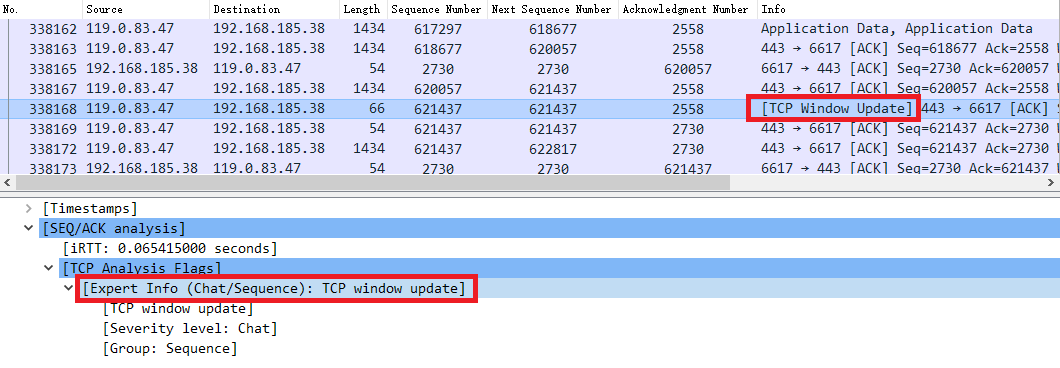 No. Source Destination Length Sequence Number Next Sequence Number Acknowledgment Number Info
338162 119.0.83.47 192.168.185.38 1434 617297 618677 2558 Application Data, Application Data
338163 119.0.83.47 192.168.185.38 1434 618677 620057 2558 443 → 6617 [ACK] Seq=618677 Ack=2558 W
338165 192.168.185.38 119.0.83.47 54 2730 2730 620057 6617 → 443 [ACK] Seq=2730 Ack=620057 W
338167 119.0.83.47 192.168.185.38 1434 620057 621437 2558 443 → 6617 [ACK] Seq=620057 Ack=2558 W
338168 119.0.83.47 192.168.185.38 66 621437 621437 2558 [TCP Window Update] 443 → 6617 [ACK] S
338169 119.0.83.47 192.168.185.38 54 621437 621437 2730 443 → 6617 [ACK] Seq=621437 Ack=2730 W
338172 119.0.83.47 192.168.185.38 1434 621437 622817 2730 443 → 6617 [ACK] Seq=621437 Ack=2730 W
338173 192.168.185.38 119.0.83.47 54 2730 2730 621437 6617 → 443 [ACK] Seq=2730 Ack=621437 W
[Timestamps]
[SEQ/ACK analysis]
[iRTT: 0.065415000 seconds]
[TCP Analysis Flags]
[Expert Info (Chat/Sequence): TCP window update]
[TCP window update]
[Severity level: Chat]
[Group: Sequence]